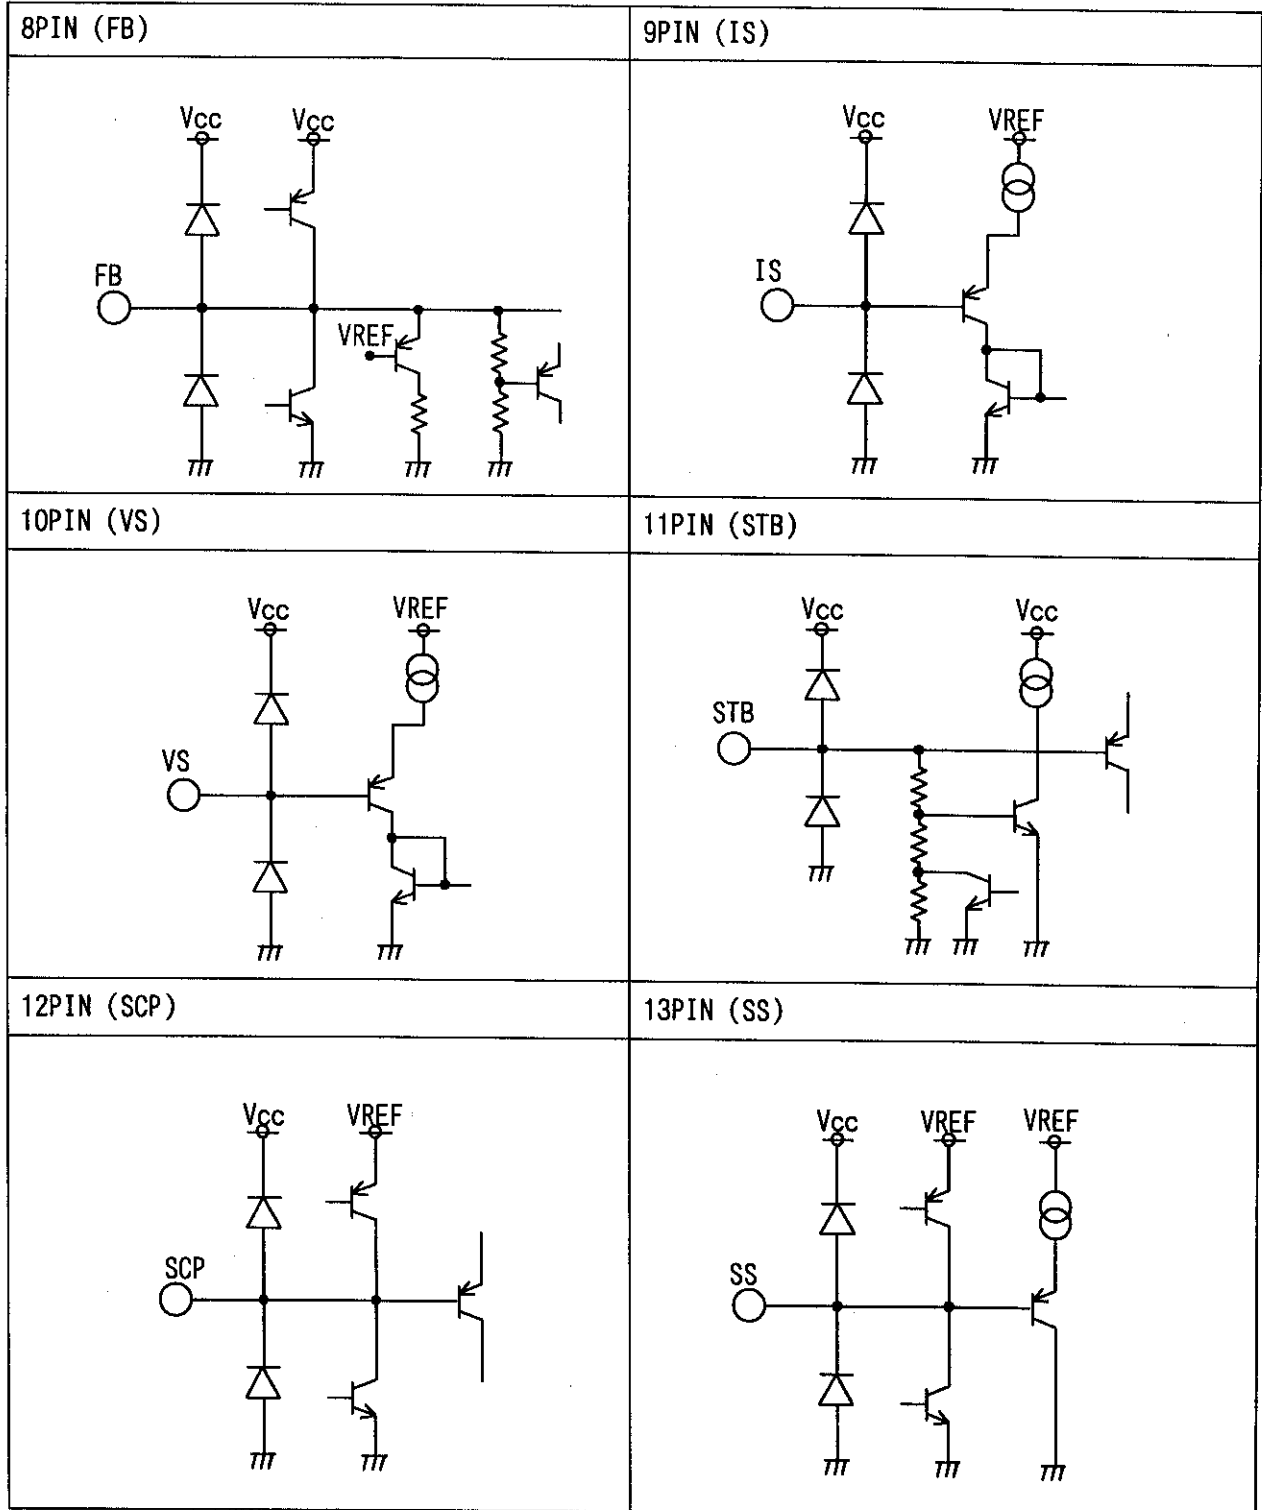 8PIN (FB)
9PIN (IS)
Vcc Vcc
FB
VREF
Vcc VREF
IS
10PIN (VS)
11PIN (STB)
Vcc VREF
VS
Vcc Vcc
STB
12PIN (SCP)
13PIN (SS)
Vcc VREF
SCP
Vcc VREF VREF
SS